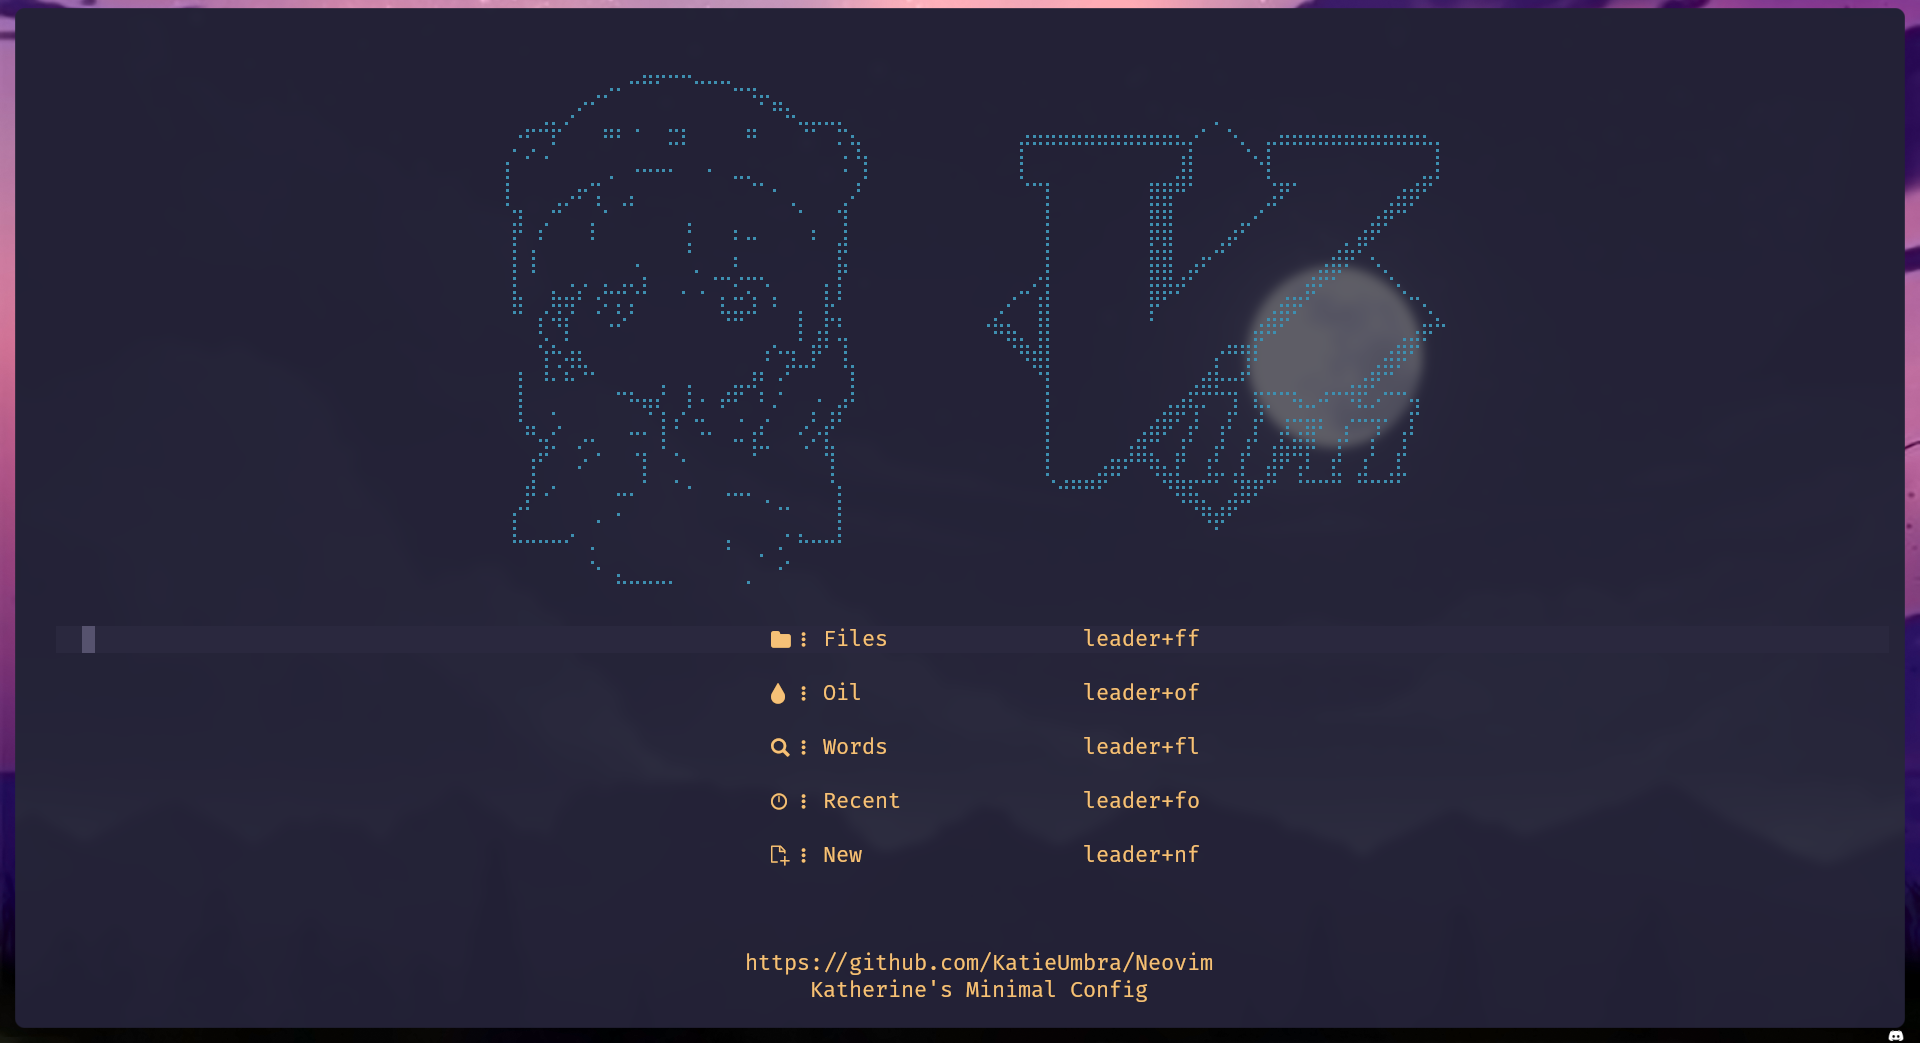 Files leader+ff
Oil leader+of
Words leader+fl
Recent leader+fo
New leader+nf
https://github.com/KatieUmbra/Neovim
Katherine's Minimal Config